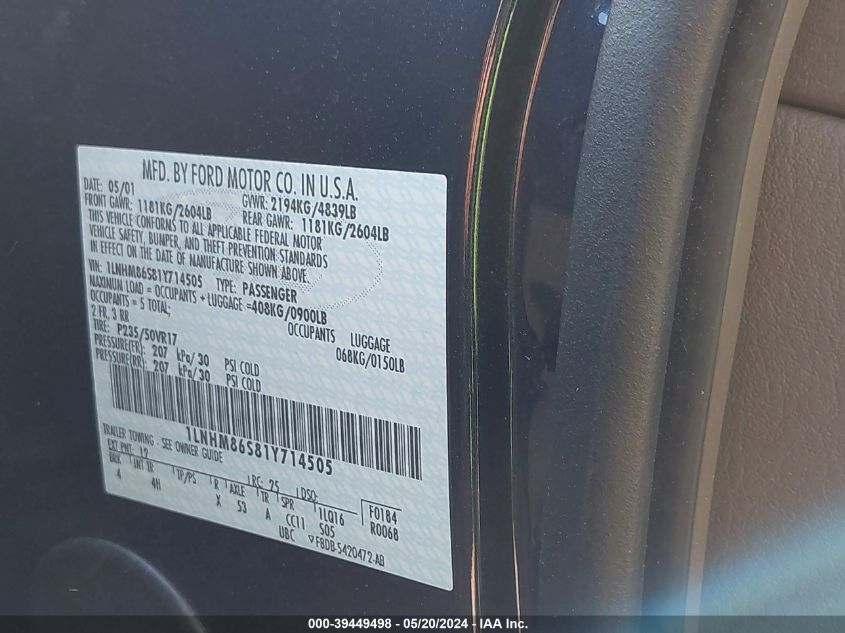 MFD. BY FORD MOTOR CO. IN U.S.A.
DATE: 05/01 GVWR: 2194KG/4839LB
FRONT GAWR: 1181KG/2604LB REAR GAWR: 1181KG/2604LB
THIS VEHICLE CONFORMS TO ALL APPLICABLE FEDERAL MOTOR
VEHICLE SAFETY, BUMPER, AND THEFT PREVENTION STANDARDS
IN EFFECT ON THE DATE OF MANUFACTURE SHOWN ABOVE.
VIN: 1LNHM86S81Y714505 TYPE: PASSENGER
MAXIMUM LOAD = OCCUPANTS + LUGGAGE =408KG/0900LB
OCCUPANTS = 5 TOTAL; OCCUPANTS LUGGAGE
2 FR, 3 RR 068KG/0150LB
TIRE: P235/50VR17
PRESSURE(FR): 207 kPa/30 PSI COLD
PRESSURE(RR): 207 kPa/30 PSI COLD
1LNHM86S81Y714505
TRAILER TOWING - SEE OWNER GUIDE
EXT PNT: 12 RC: 25 DSO:
BRK INT TR TP/PS R AXLE TR SPR F0184
4 4H X 53 A CC11 1LQ16 R0068
UBC S05
▽F8DB-5420472-AB
000-39449498 - 05/20/2024 - IAA Inc.